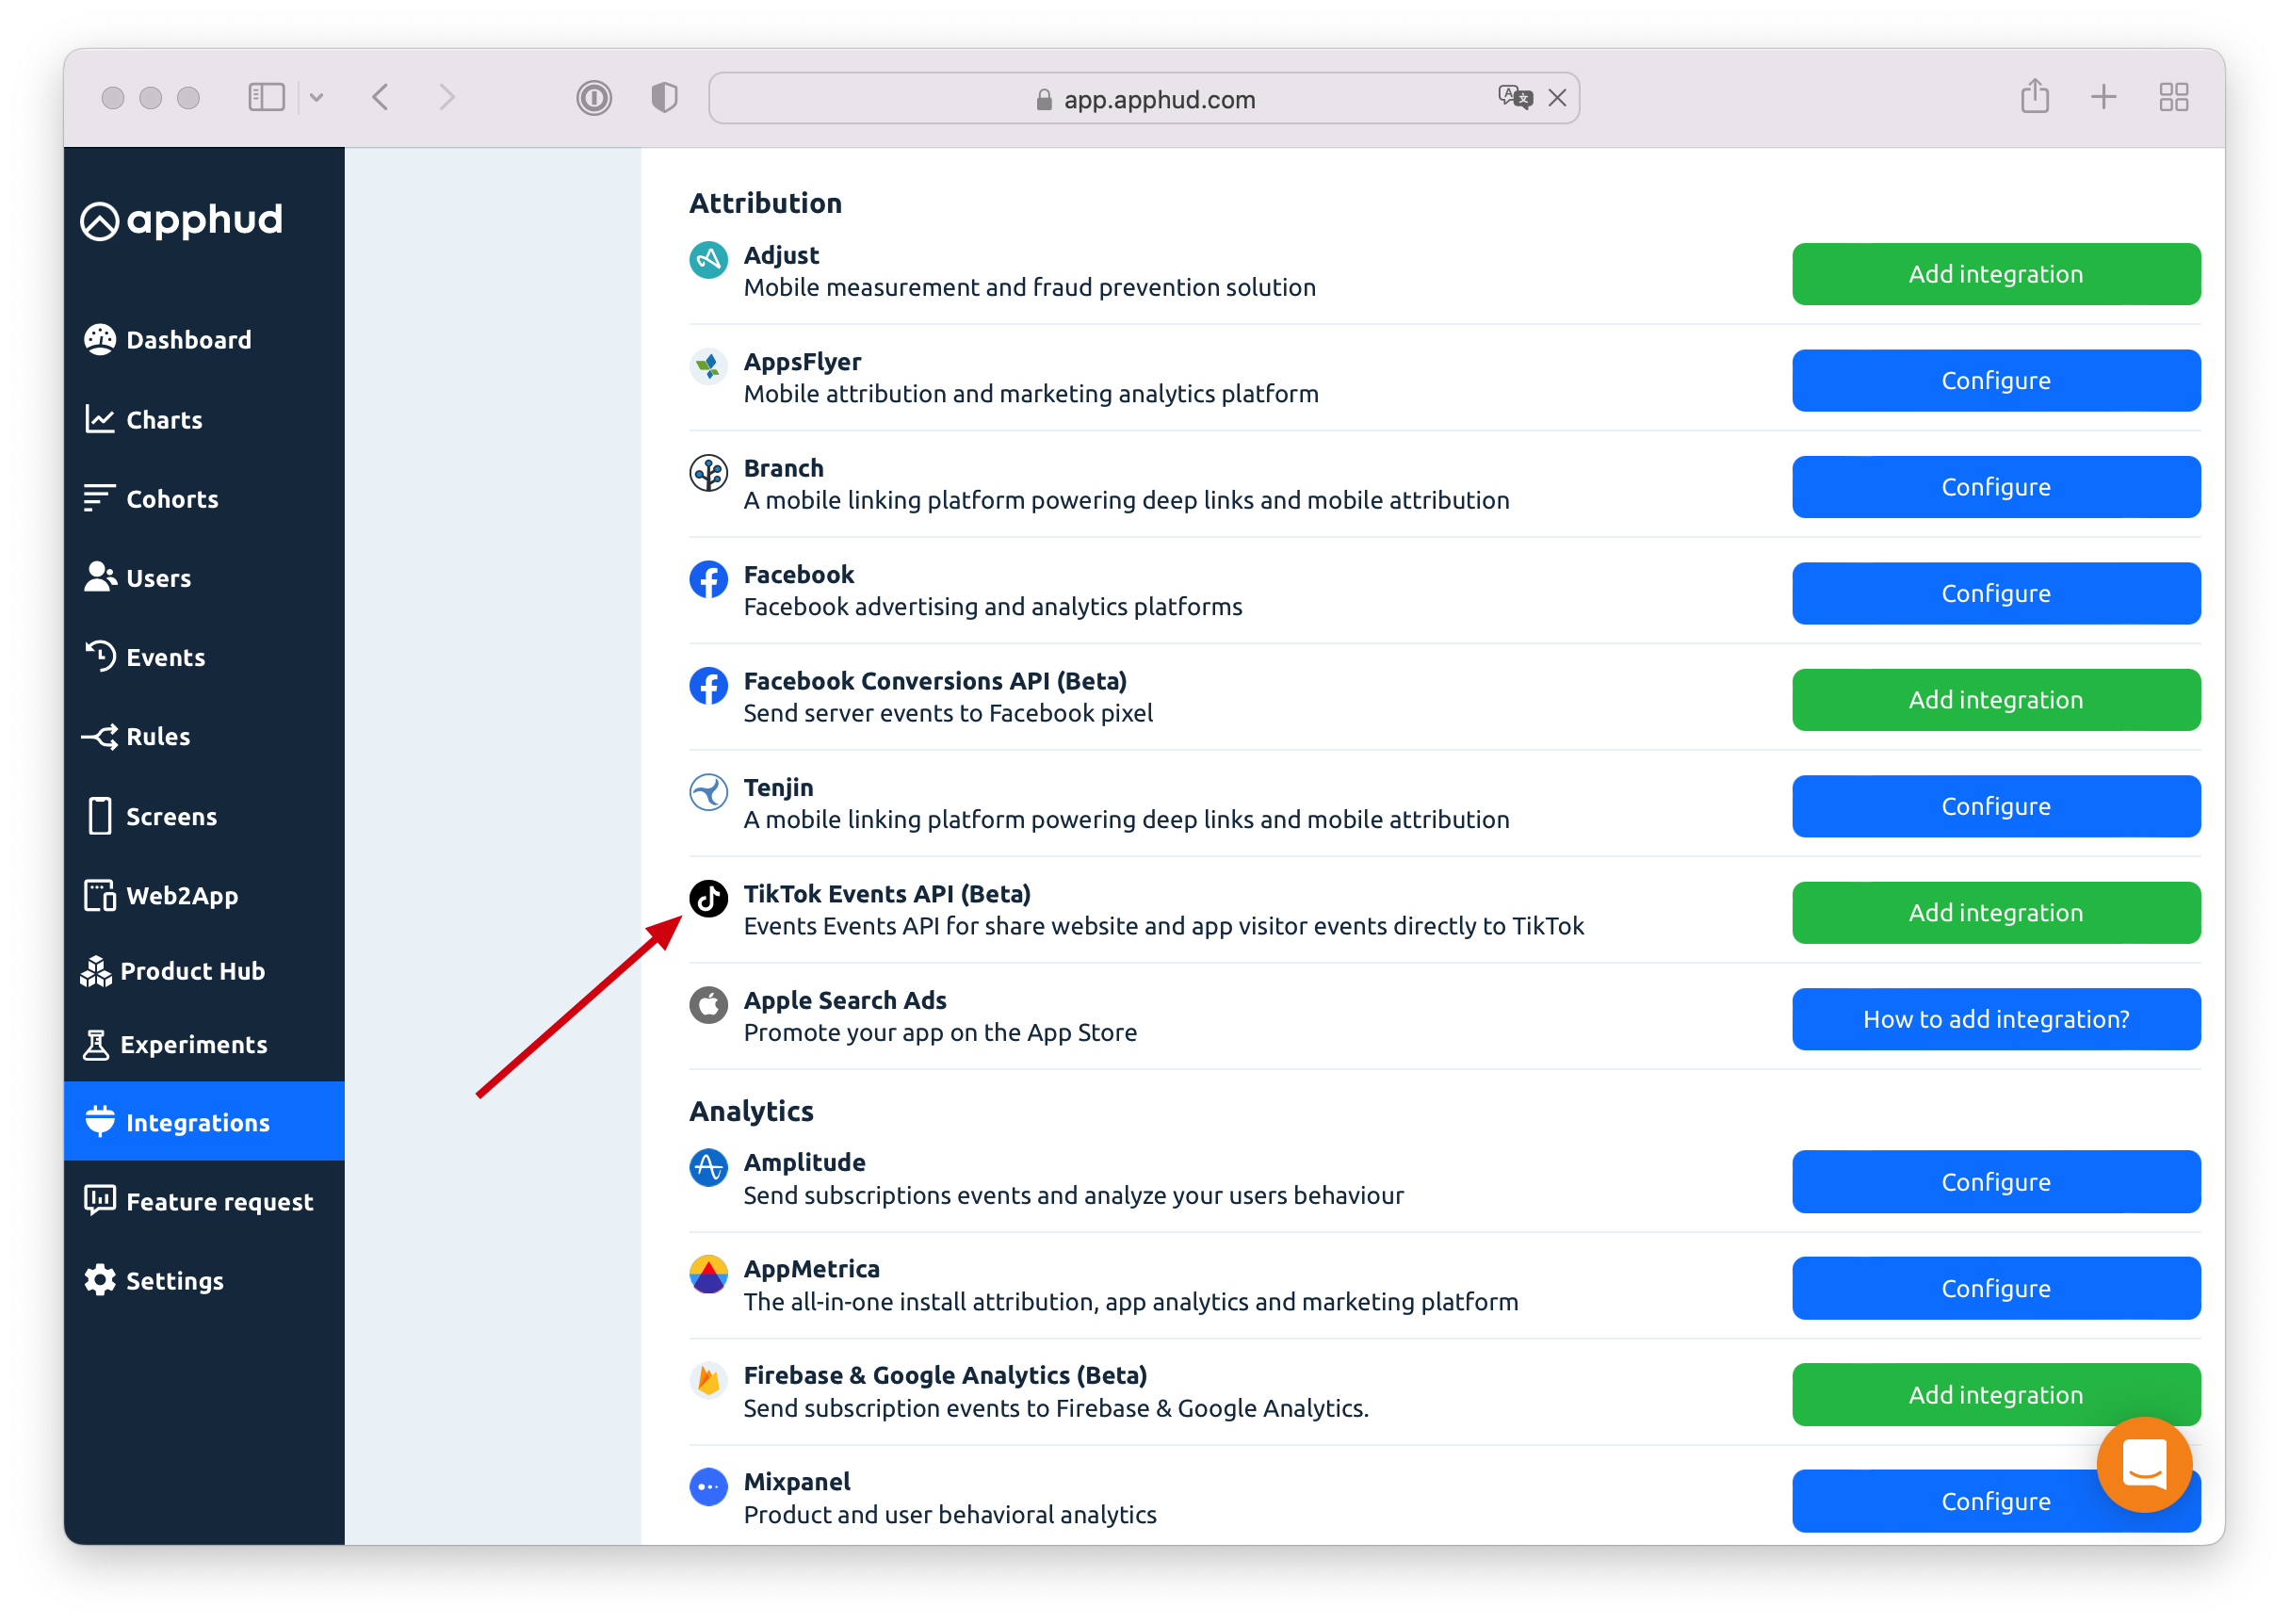 app.apphud.com
apphud
Dashboard
Charts
Cohorts
Users
Events
Rules
Screens
Web2App
Product Hub
Experiments
Integrations
Feature request
Settings
Attribution
Adjust
Mobile measurement and fraud prevention solution
Add integration
AppsFlyer
Mobile attribution and marketing analytics platform
Configure
Branch
A mobile linking platform powering deep links and mobile attribution
Configure
Facebook
Facebook advertising and analytics platforms
Configure
Facebook Conversions API (Beta)
Send server events to Facebook pixel
Add integration
Tenjin
A mobile linking platform powering deep links and mobile attribution
Configure
TikTok Events API (Beta)
Events Events API for share website and app visitor events directly to TikTok
Add integration
Apple Search Ads
Promote your app on the App Store
How to add integration?
Analytics
Amplitude
Send subscriptions events and analyze your users behaviour
Configure
AppMetrica
The all-in-one install attribution, app analytics and marketing platform
Configure
Firebase & Google Analytics (Beta)
Send subscription events to Firebase & Google Analytics.
Add integration
Mixpanel
Product and user behavioral analytics
Configure